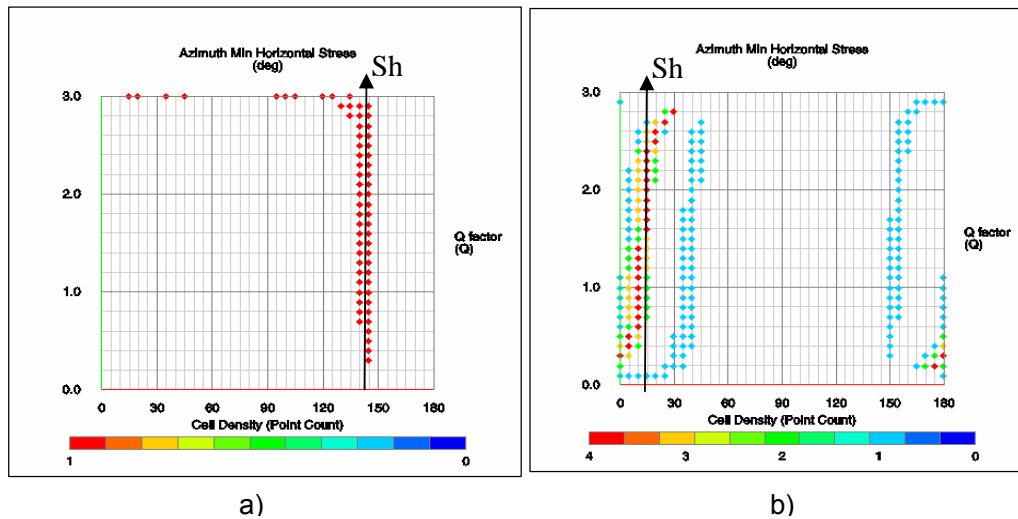 Azimuth Min Horizontal Stress
(deg)
Sh
3.0
2.0
1.0
0.0
0 30 60 90 120 150 180
Q factor
(Q)
Cell Density (Point Count)
1 0
a)
Azimuth Min Horizontal Stress
(deg)
Sh
3.0
2.0
1.0
0.0
0 30 60 90 120 150 180
Q factor
(Q)
Cell Density (Point Count)
4 3 2 1 0
b)